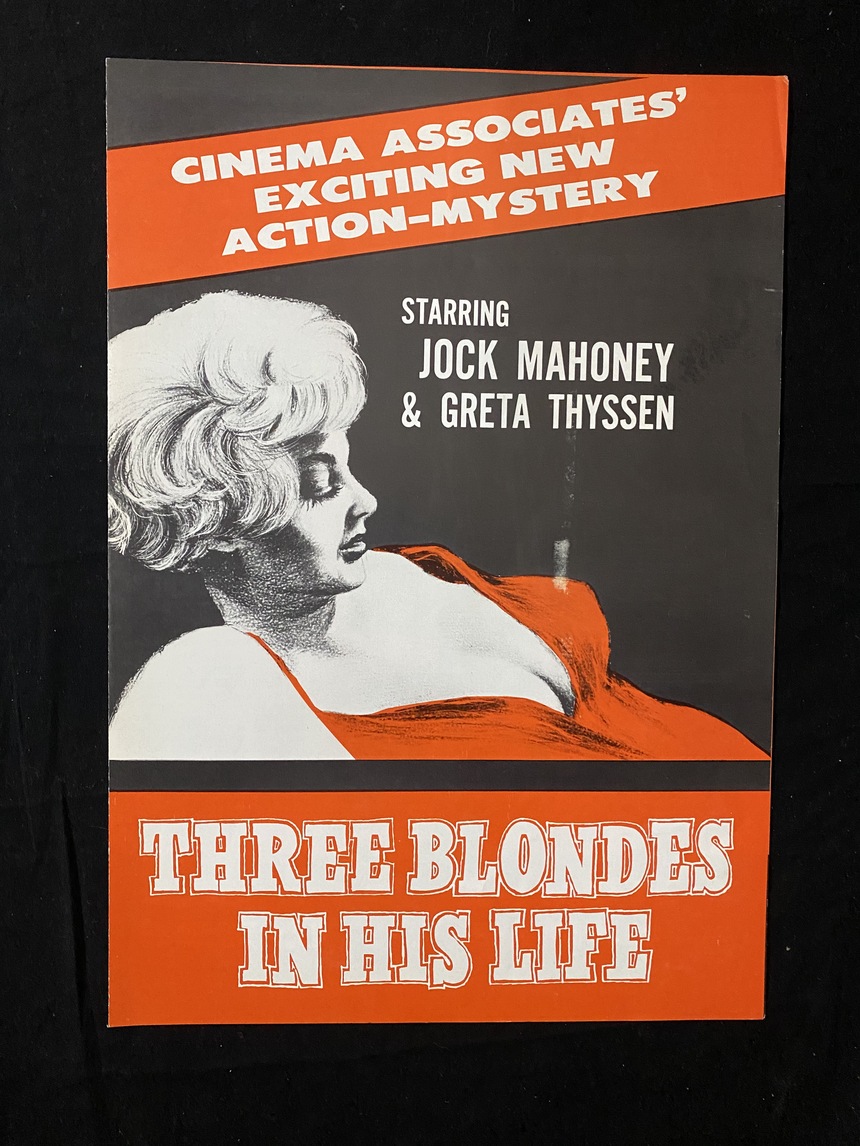 CINEMA ASSOCIATES'
EXCITING NEW
ACTION–MYSTERY
STARRING
JOCK MAHONEY
& GRETA THYSSEN
THREE BLONDES
IN HIS LIFE